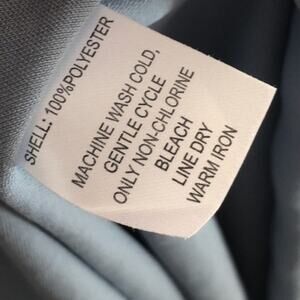 SHELL: 100%POLYESTER
MACHINE WASH COLD,
GENTLE CYCLE
ONLY NON-CHLORINE
BLEACH
LINE DRY
WARM IRON